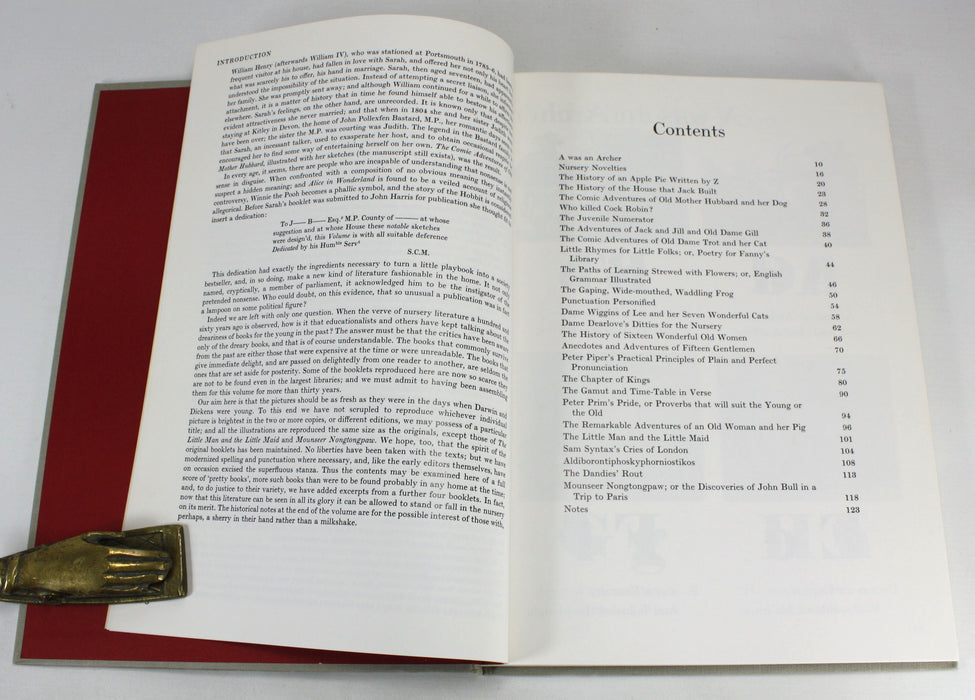 INTRODUCTION
William Henry (afterwards William IV), who was stationed at Portsmouth in 1785-6, had
frequent visitor at his house, had fallen in love with Sarah, and offered her not only his
what was scarcely his to offer, his hand in marriage. Sarah, then aged seventeen, had
understood the impossibility of the situation. Instead of attempting a secret liaison, she
her family. She was promptly sent away; and although William continued for a while to
attachment, it is a matter of history that in time he found himself able to bestow
elsewhere. Sarah's feelings, on the other hand, are unrecorded. It is known only that despite
evident attractiveness she never married; and that when in 1804 she and her sister Judith
staying at Kitley in Devon, the home of John Pollexfen Bastard, M.P., her romantic days
have been over; the sister the M.P. was courting was Judith. The legend in the Bastard family
that Sarah, an incessant talker, used to exasperate her host, and to obtain occasional
encouraged her to find some way of entertaining herself on her own. The Comic Adventures of
Mother Hubbard, illustrated with her sketches (the manuscript still exists), was the result.
In every age, it seems, there are people who are incapable of understanding that nonsense is not
sense in disguise. When confronted with a composition of no obvious meaning they
suspect a hidden meaning; and Alice in Wonderland is found to be a veiled account of religious
controversy, Winnie the Pooh becomes a phallic symbol, and the story of the Hobbit is considered
allegorical. Before Sarah's booklet was submitted to John Harris for publication she thought fit to
insert a dedication:
To J—— B—— Esq.r M.P. County of ——— at whose
suggestion and at whose House these notable sketches
were design'd, this Volume is with all suitable deference
Dedicated by his Humble Servt
S.C.M.
This dedication had exactly the ingredients necessary to turn a little playbook into a society
bestseller, and, in so doing, make a new kind of literature fashionable in the home. It not only
named, cryptically, a member of parliament, it acknowledged him to be the instigator of the
pretended nonsense. Who could doubt, on this evidence, that so unusual a publication was in fact
a lampoon on some political figure?
Indeed we are left with only one question. When the verse of nursery literature a hundred and
sixty years ago is observed, how is it that educationists and others have kept talking about the
dreariness of books for the young in the past? The answer must be that the critics have been aware
only of the dreary books, and that is of course understandable. The books that commonly survive
from the past are either those that were expensive at the time or were unreadable. The books that
give immediate delight, and are passed on delightedly from one reader to another, are seldom the
ones that are set aside for posterity. Some of the booklets reproduced here are now so scarce they
are not to be found even in the largest libraries; and we must admit to having been assembling
them for this volume for more than thirty years.
Our aim here is that the pictures should be as fresh as they were in the days when Darwin and
Dickens were young. To this end we have not scrupled to reproduce whichever individual
picture is brightest in the two or more copies, or different editions, we may possess of a particular
title; and all the illustrations are reproduced the same size as the originals, except those of The
Little Man and the Little Maid and Mounseer Nongtongpaw. We hope, too, that the spirit of the
original booklets has been maintained. No liberties have been taken with the texts; but we have
modernized spelling and punctuation where necessary, and, like the early editors themselves, have
on occasion excised the superfluous stanza. Thus the contents may be examined here of a full
score of 'pretty books', more such books than were to be found probably in any home at the time;
and, to do justice to their variety, we have added excerpts from a further four booklets. In fact,
now that this literature can be seen in all its glory it can be allowed to stand or fall in the nursery
on its merit. The historical notes at the end of the volume are for the possible interest of those with,
perhaps, a sherry in their hand rather than a milkshake.
Contents
A was an Archer 10
Nursery Novelties 16
The History of an Apple Pie Written by Z 20
The History of the House that Jack Built 23
The Comic Adventures of Old Mother Hubbard and her Dog 28
Who killed Cock Robin? 32
The Juvenile Numerator 36
The Adventures of Jack and Jill and Old Dame Gill 38
The Comic Adventures of Old Dame Trot and her Cat 40
Little Rhymes for Little Folks; or, Poetry for Fanny's
Library 44
The Paths of Learning Strewed with Flowers; or, English
Grammar Illustrated 46
The Gaping, Wide-mouthed, Waddling Frog 50
Punctuation Personified 54
Dame Wiggins of Lee and her Seven Wonderful Cats 58
Dame Dearlove's Ditties for the Nursery 62
The History of Sixteen Wonderful Old Women 66
Anecdotes and Adventures of Fifteen Gentlemen 70
Peter Piper's Practical Principles of Plain and Perfect
Pronunciation 75
The Chapter of Kings 80
The Gamut and Time-Table in Verse 90
Peter Prim's Pride, or Proverbs that will suit the Young or
the Old 94
The Remarkable Adventures of an Old Woman and her Pig 96
The Little Man and the Little Maid 101
Sam Syntax's Cries of London 104
Aldiborontiphoskyphorniostikos 108
The Dandies' Rout 113
Mounseer Nongtongpaw; or the Discoveries of John Bull in a
Trip to Paris 118
Notes 123